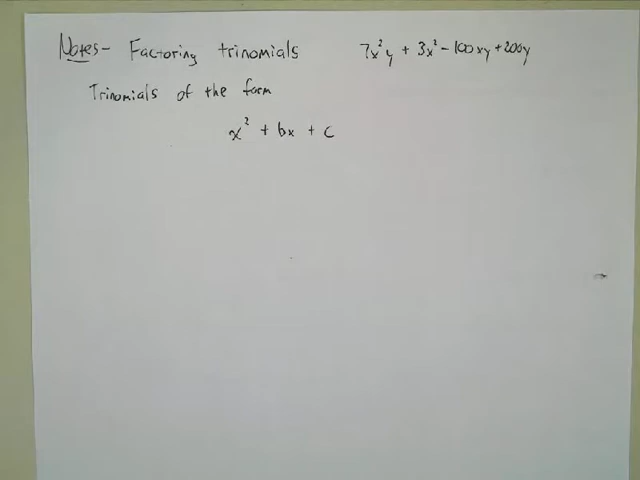 Notes- Factoring trinomials
7x²y + 3x² - 100xy + 200y
Trinomials of the form
x² + bx + c